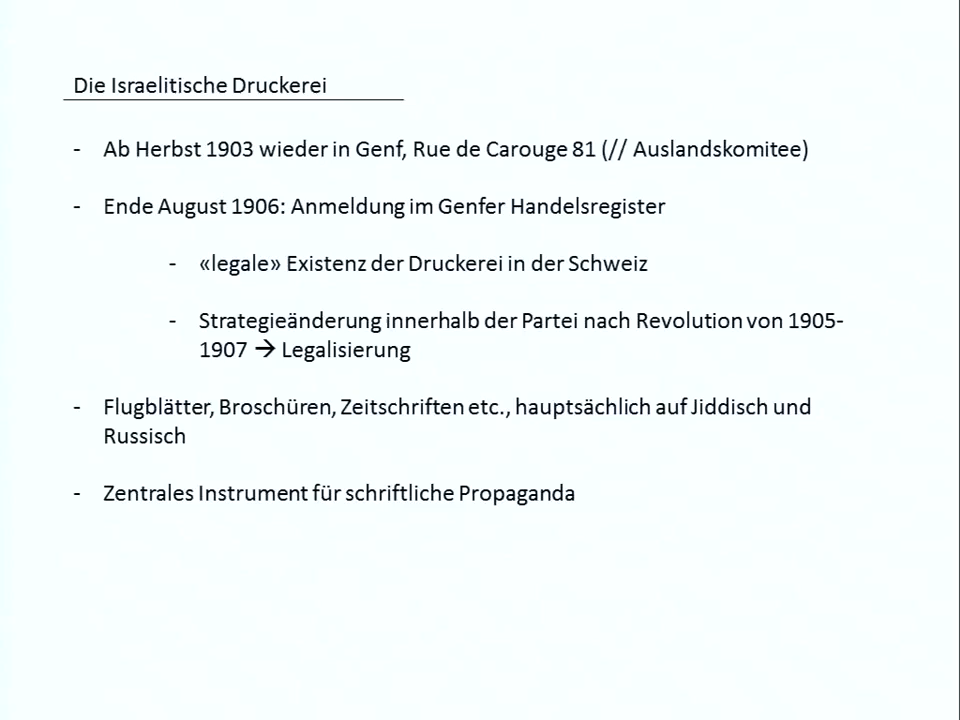 Die Israelitische Druckerei
- Ab Herbst 1903 wieder in Genf, Rue de Carouge 81 (// Auslandskomitee)
- Ende August 1906: Anmeldung im Genfer Handelsregister
- «legale» Existenz der Druckerei in der Schweiz
- Strategieänderung innerhalb der Partei nach Revolution von 1905-
1907 → Legalisierung
- Flugblätter, Broschüren, Zeitschriften etc., hauptsächlich auf Jiddisch und
Russisch
- Zentrales Instrument für schriftliche Propaganda